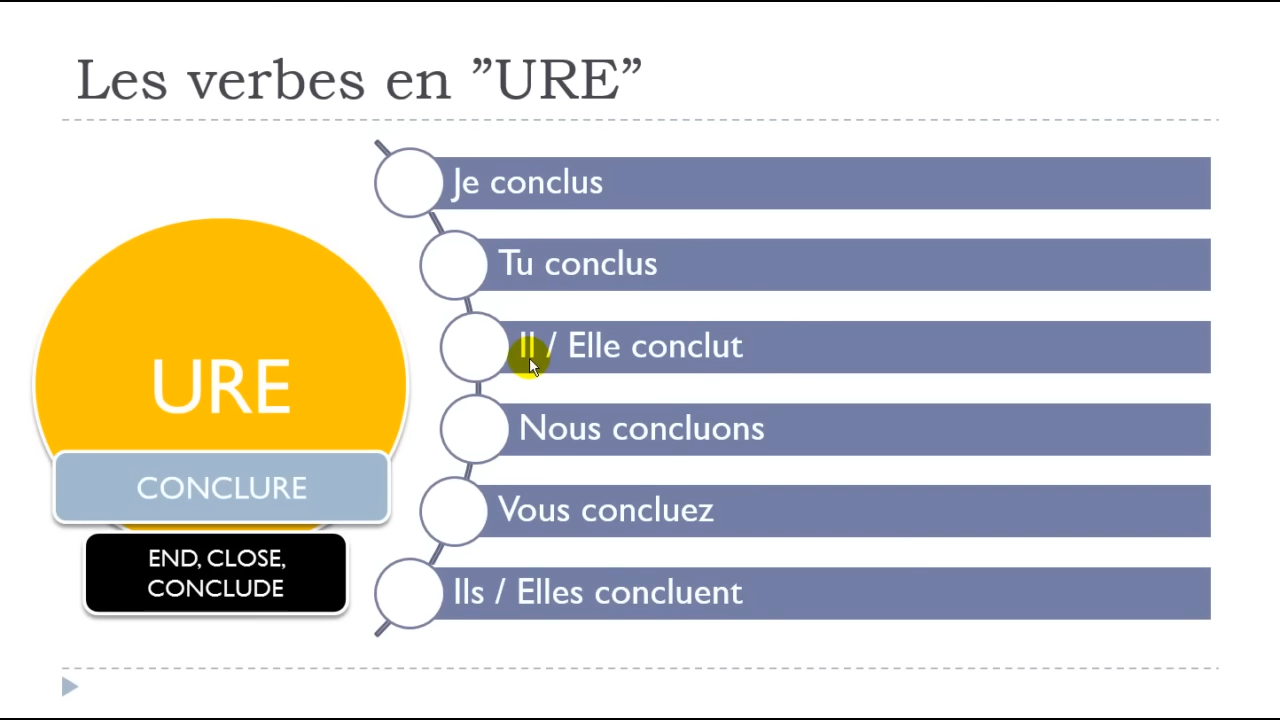 Les verbes en ”URE”
URE
CONCLURE
END, CLOSE,
CONCLUDE
Je conclus
Tu conclus
Il / Elle conclut
Nous concluons
Vous concluez
Ils / Elles concluent